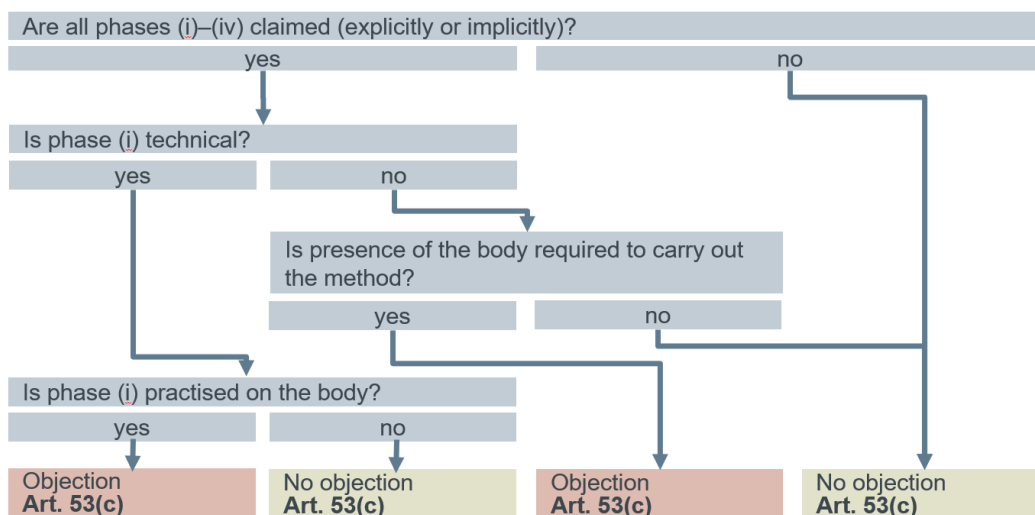 Are all phases (i)–(iv) claimed (explicitly or implicitly)?
yes
no
Is phase (i) technical?
yes
no
Is presence of the body required to carry out
the method?
yes
no
Is phase (i) practised on the body?
yes
no
Objection
Art. 53(c)
No objection
Art. 53(c)
Objection
Art. 53(c)
No objection
Art. 53(c)